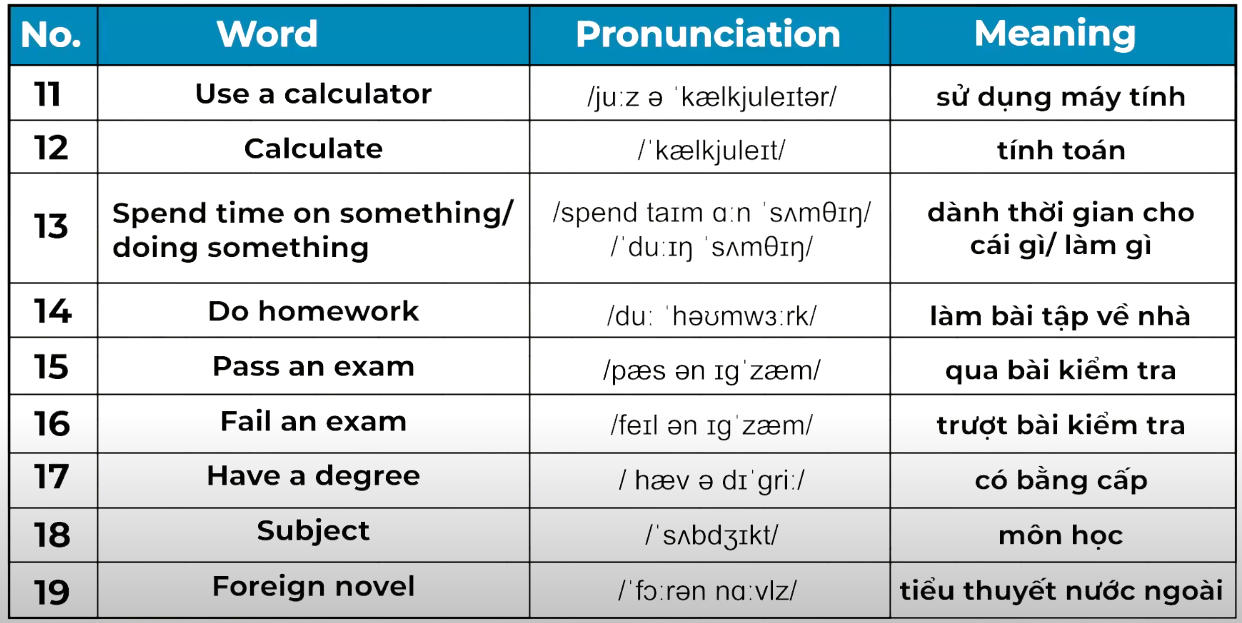 No. Word Pronunciation Meaning
11 Use a calculator /juːz ə ˈkælkjuleɪtər/ sử dụng máy tính
12 Calculate /ˈkælkjuleɪt/ tính toán
13 Spend time on something/ /spend taɪm ɑːn ˈsʌmθɪŋ/ dành thời gian cho
doing something /ˈduːɪŋ ˈsʌmθɪŋ/ cái gì/ làm gì
14 Do homework /duː ˈhəʊmwɜːrk/ làm bài tập về nhà
15 Pass an exam /pæs ən ɪɡˈzæm/ qua bài kiểm tra
16 Fail an exam /feɪl ən ɪɡˈzæm/ trượt bài kiểm tra
17 Have a degree / hæv ə dɪˈɡriː/ có bằng cấp
18 Subject /ˈsʌbdʒɪkt/ môn học
19 Foreign novel /ˈfɔːrən nɑːvlz/ tiểu thuyết nước ngoài